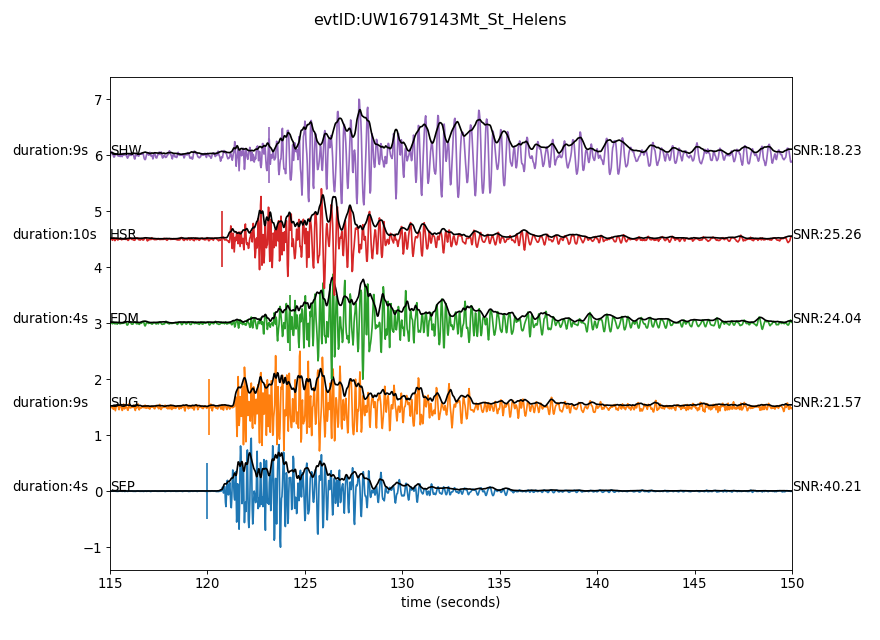 evtID:UW1679143Mt_St_Helens
7
duration:9s SHW SNR:18.23
6
5
duration:10s HSR SNR:25.26
4
duration:4s EDM SNR:24.04
3
2
duration:9s SUG SNR:21.57
1
duration:4s SEP SNR:40.21
0
−1
115 120 125 130 135 140 145 150
time (seconds)